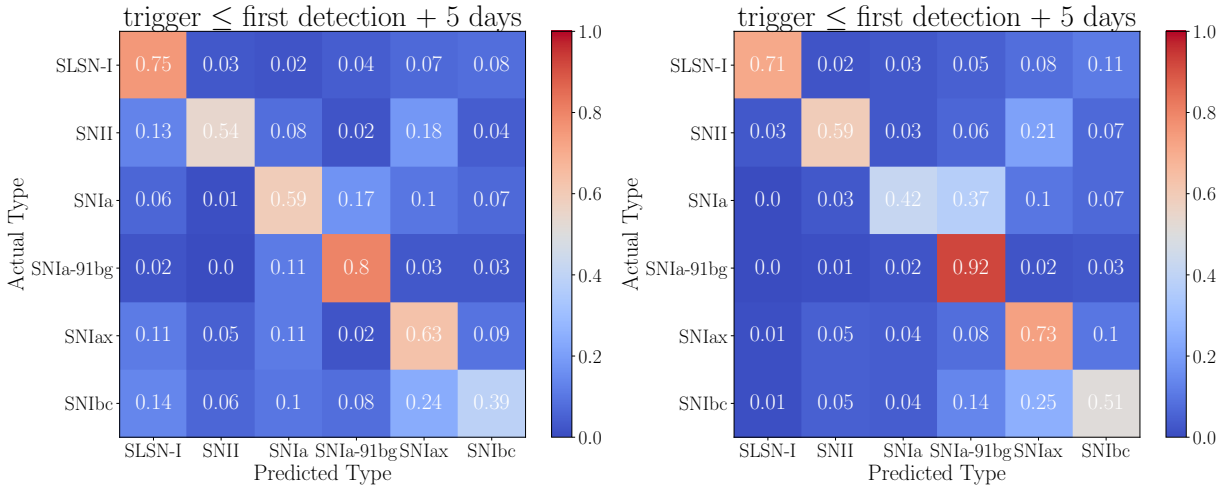 trigger ≤ first detection + 5 days
Actual Type
SLSN-I 0.75 0.03 0.02 0.04 0.07 0.08
SNII 0.13 0.54 0.08 0.02 0.18 0.04
SNIa 0.06 0.01 0.59 0.17 0.1 0.07
SNIa-91bg 0.02 0.0 0.11 0.8 0.03 0.03
SNIax 0.11 0.05 0.11 0.02 0.63 0.09
SNIbc 0.14 0.06 0.1 0.08 0.24 0.39
SLSN-I SNII SNIa SNIa-91bg SNIax SNIbc
Predicted Type
1.0
0.8
0.6
0.4
0.2
0.0
trigger ≤ first detection + 5 days
Actual Type
SLSN-I 0.71 0.02 0.03 0.05 0.08 0.11
SNII 0.03 0.59 0.03 0.06 0.21 0.07
SNIa 0.0 0.03 0.42 0.37 0.1 0.07
SNIa-91bg 0.0 0.01 0.02 0.92 0.02 0.03
SNIax 0.01 0.05 0.04 0.08 0.73 0.1
SNIbc 0.01 0.05 0.04 0.14 0.25 0.51
SLSN-I SNII SNIa SNIa-91bg SNIax SNIbc
Predicted Type
1.0
0.8
0.6
0.4
0.2
0.0